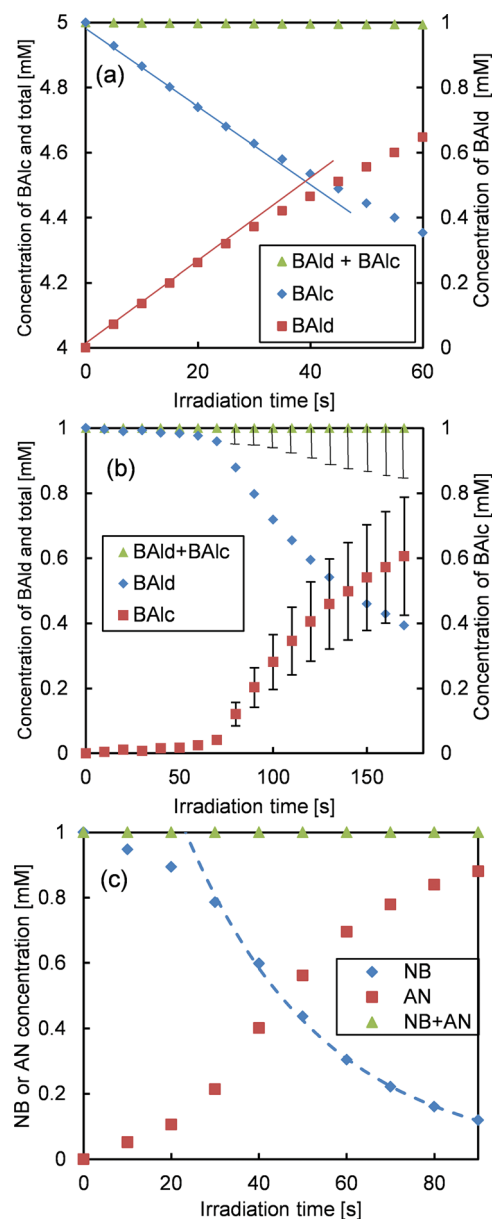 Concentration of BAlc and total [mM]
5
4.8
4.6
4.4
4.2
4
(a)
BAld + BAlc
BAlc
BAld
1
0.8
0.6
0.4
0.2
0
Concentration of BAld [mM]
0 20 40 60
Irradiation time [s]
Concentration of BAld and total [mM]
1
0.8
0.6
0.4
0.2
0
(b)
BAld+BAlc
BAld
BAlc
1
0.8
0.6
0.4
0.2
0
Concentration of BAlc [mM]
0 50 100 150
Irradiation time [s]
NB or AN concentration [mM]
1
0.8
0.6
0.4
0.2
0
(c)
NB
AN
NB+AN
0 20 40 60 80
Irradiation time [s]